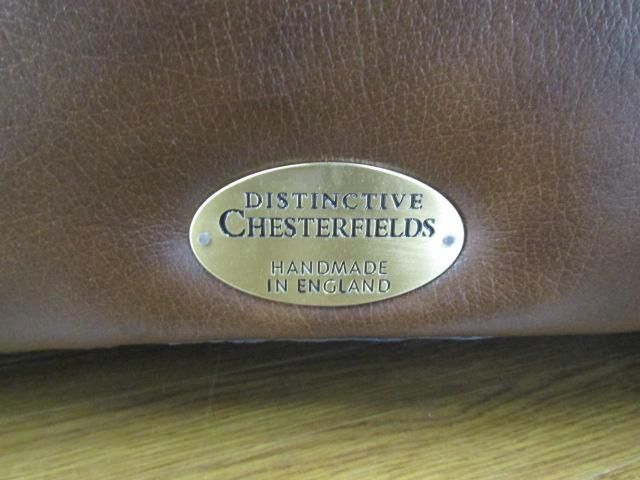 DISTINCTIVE
CHESTERFIELDS
HANDMADE
IN ENGLAND